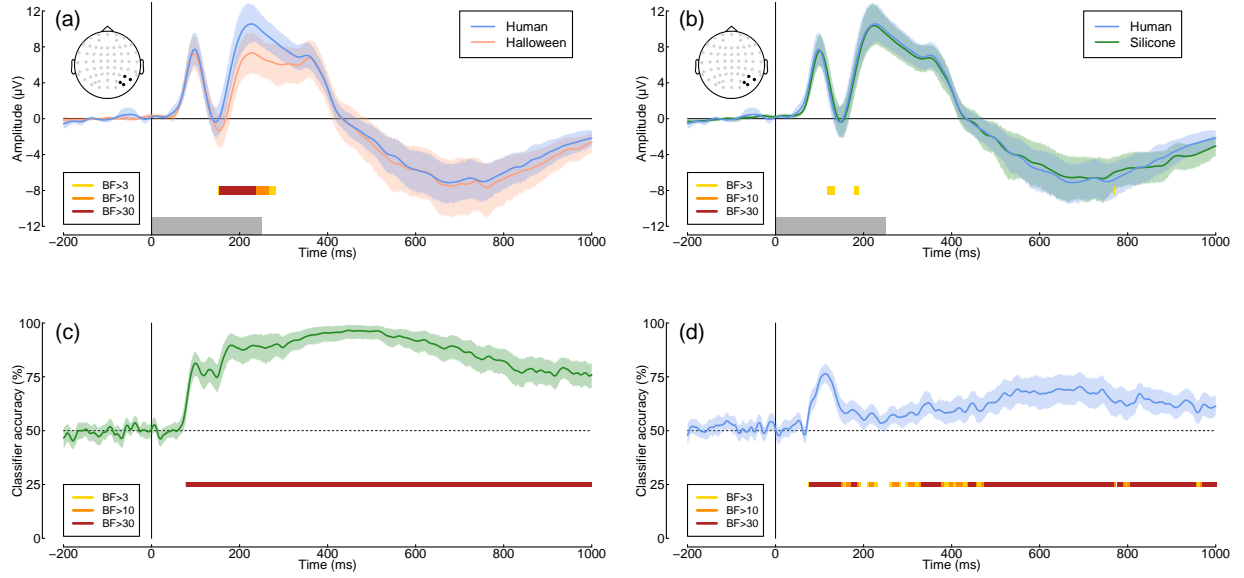 (a)
Amplitude (µV)
12
8
4
0
−4
−8
−12
Human
Halloween
BF>3
BF>10
BF>30
−200 0 200 400 600 800 1000
Time (ms)
(b)
Amplitude (µV)
12
8
4
0
−4
−8
−12
Human
Silicone
BF>3
BF>10
BF>30
−200 0 200 400 600 800 1000
Time (ms)
(c)
Classifier accuracy (%)
100
75
50
25
0
BF>3
BF>10
BF>30
−200 0 200 400 600 800 1000
Time (ms)
(d)
Classifier accuracy (%)
100
75
50
25
0
BF>3
BF>10
BF>30
−200 0 200 400 600 800 1000
Time (ms)